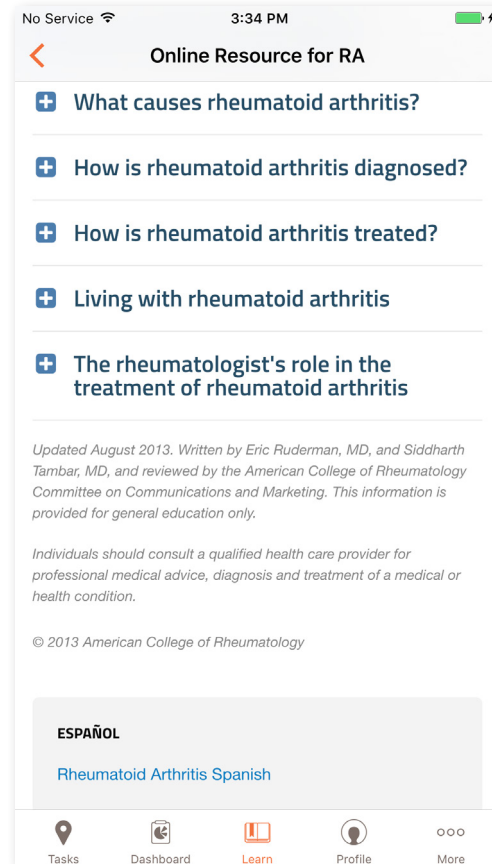 No Service 3:34 PM
Online Resource for RA
What causes rheumatoid arthritis?
How is rheumatoid arthritis diagnosed?
How is rheumatoid arthritis treated?
Living with rheumatoid arthritis
The rheumatologist's role in the
treatment of rheumatoid arthritis
Updated August 2013. Written by Eric Ruderman, MD, and Siddharth
Tambar, MD, and reviewed by the American College of Rheumatology
Committee on Communications and Marketing. This information is
provided for general education only.
Individuals should consult a qualified health care provider for
professional medical advice, diagnosis and treatment of a medical or
health condition.
© 2013 American College of Rheumatology
ESPAÑOL
Rheumatoid Arthritis Spanish
Tasks Dashboard Learn Profile More